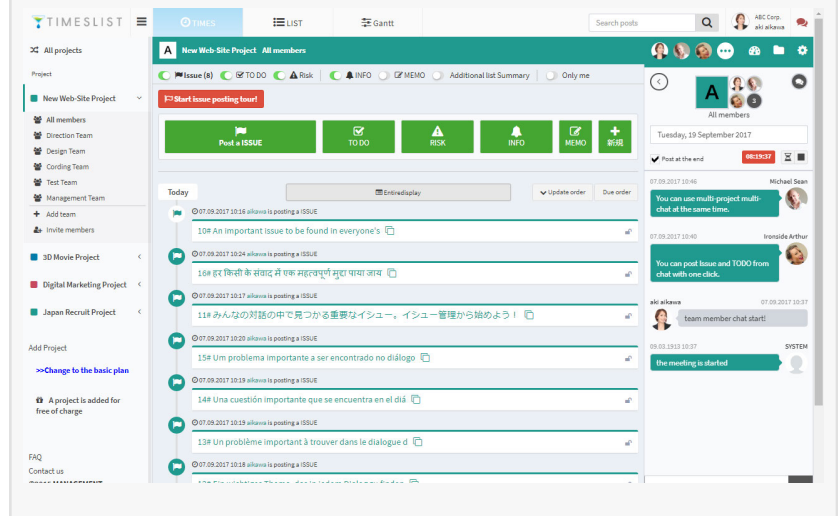 TIMESLIST
TIMES
LIST
Gantt
Search posts
ABC Corp.
aki aikawa
All projects
Project
New Web-Site Project
All members
Direction Team
Design Team
Cording Team
Test Team
Management Team
Add team
Invite members
3D Movie Project
Digital Marketing Project
Japan Recruit Project
Add Project
>>Change to the basic plan
A project is added for
free of charge
FAQ
Contact us
A New Web-Site Project All members
Issue (8) TO DO Risk INFO MEMO Additional list Summary Only me
Start issue posting tour!
Post a ISSUE
TO DO
RISK
INFO
MEMO
新規
Today
Entiredisplay
Update order
Due order
07.09.2017 10:16 aikawa is posting a ISSUE
10# An important issue to be found in everyone's
07.09.2017 10:24 aikawa is posting a ISSUE
16# हर किसी के संवाद में एक महत्वपूर्ण मुद्दा पाया जाय
07.09.2017 10:17 aikawa is posting a ISSUE
11# みんなの対話の中で見つかる重要なイシュー。イシュー管理から始めよう！
07.09.2017 10:20 aikawa is posting a ISSUE
15# Um problema importante a ser encontrado no diálogo
07.09.2017 10:19 aikawa is posting a ISSUE
14# Una cuestión importante que se encuentra en el diá
07.09.2017 10:19 aikawa is posting a ISSUE
13# Un problème important à trouver dans le dialogue d
07.09.2017 10:18 aikawa is posting a ISSUE
A
3
All members
Tuesday, 19 September 2017
Post at the end
08:19:37
07.09.2017 10:46 Michael Sean
You can use multi-project multi-
chat at the same time.
07.09.2017 10:40 Ironside Arthur
You can post Issue and TODO from
chat with one click.
aki aikawa 07.09.2017 10:37
team member chat start!
09.03.1915 10:37 SYSTEM
the meeting is started